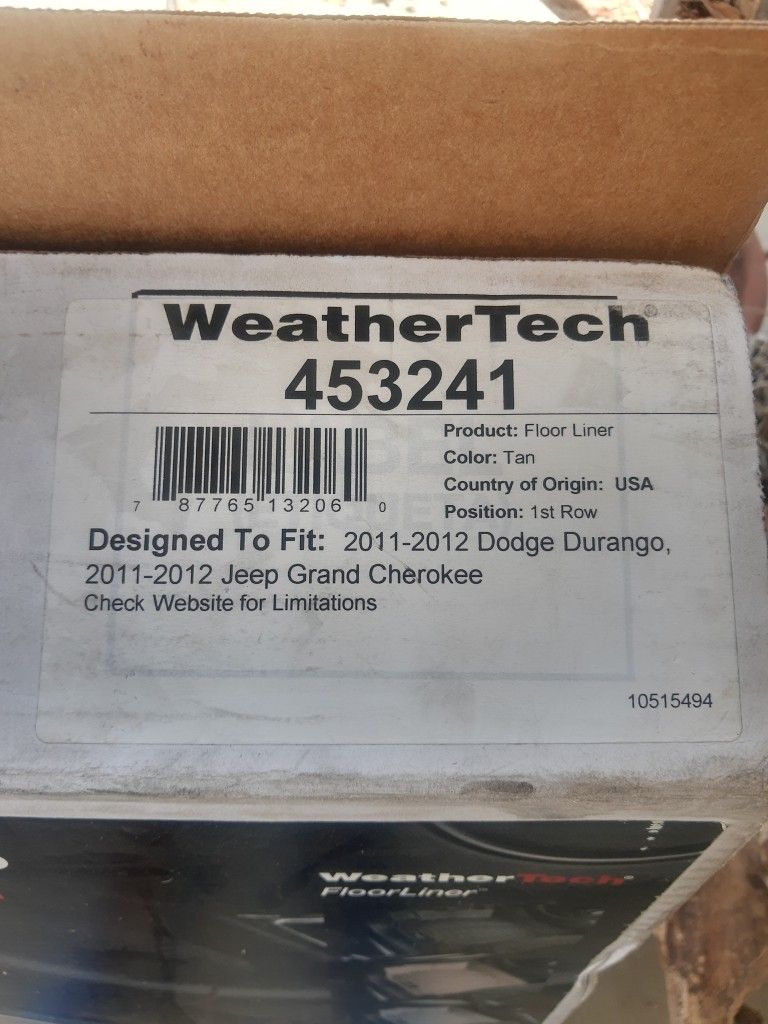 WeatherTech®
453241
7 87765 13206 0
Product: Floor Liner
Color: Tan
Country of Origin: USA
Position: 1st Row
Designed To Fit: 2011-2012 Dodge Durango,
2011-2012 Jeep Grand Cherokee
Check Website for Limitations
10515494
WeatherTech®
FloorLiner™